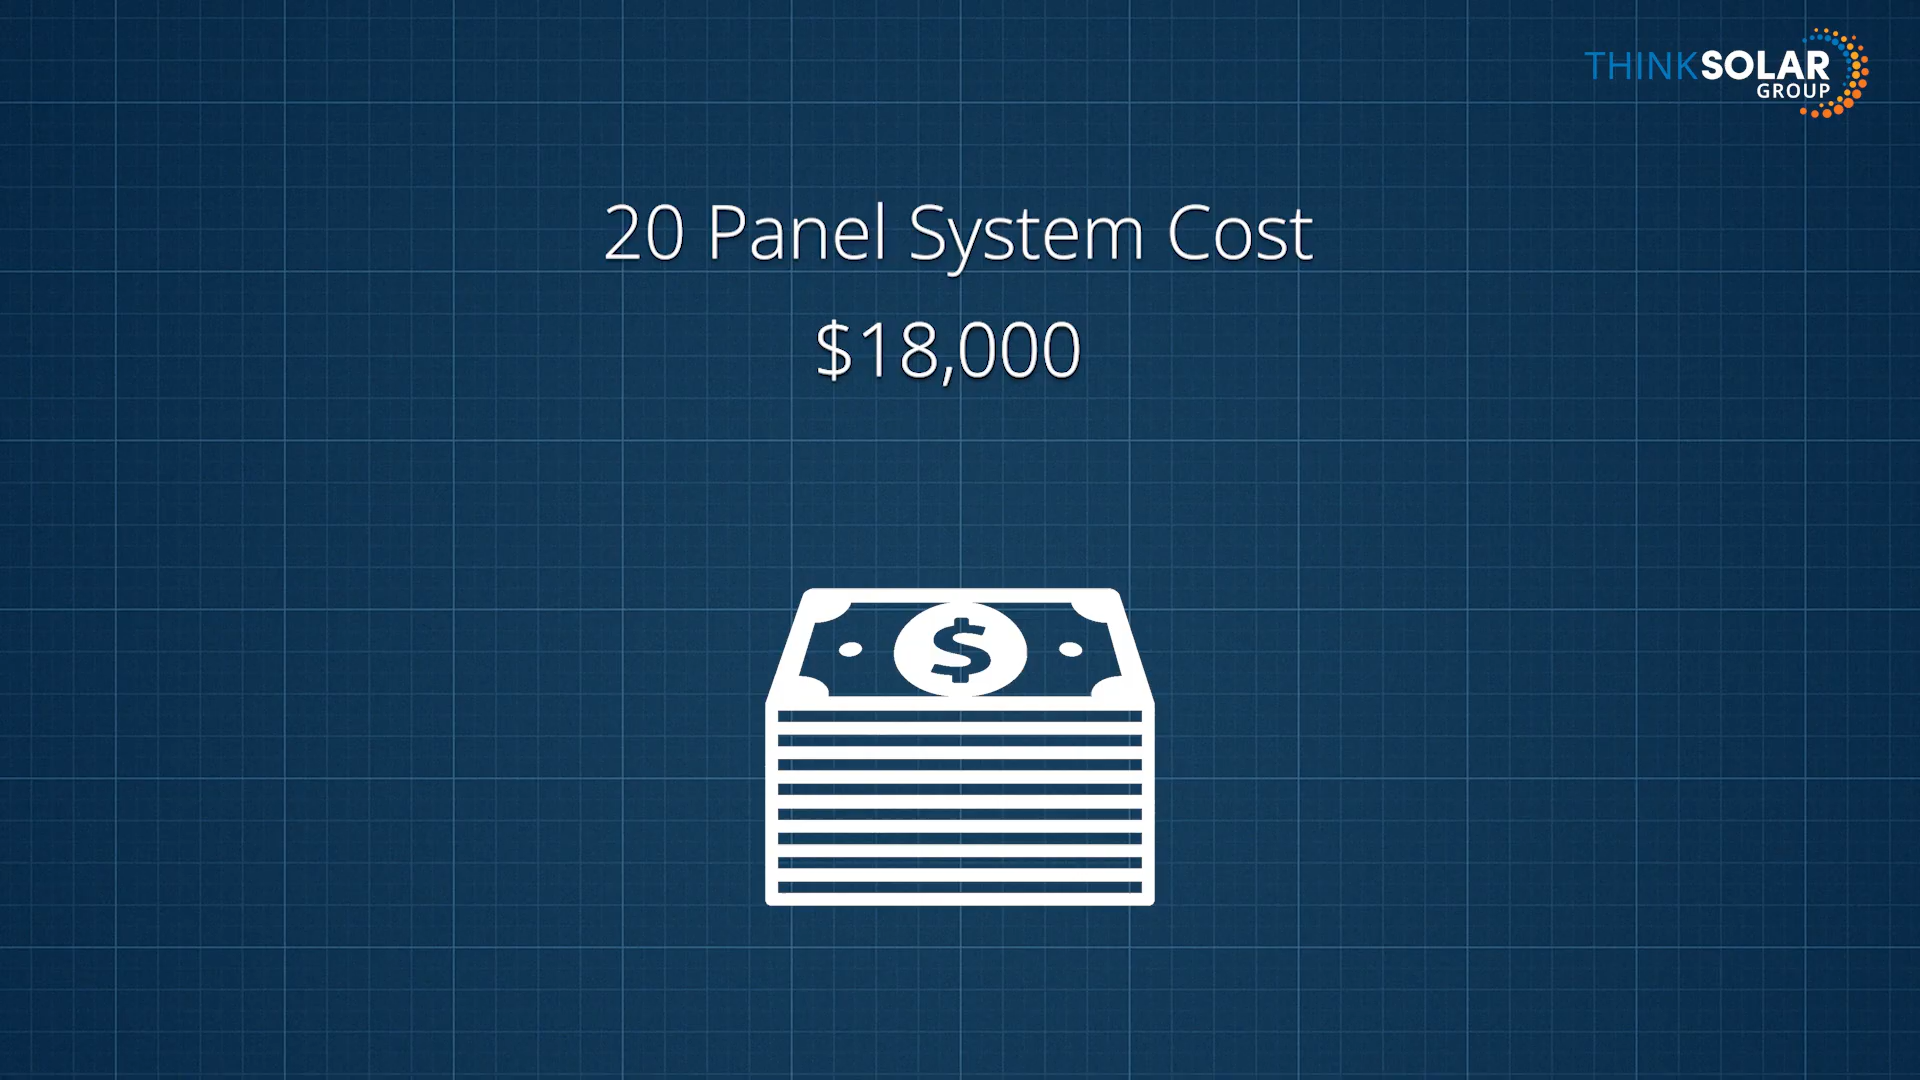 THINKSOLAR
GROUP
20 Panel System Cost
$18,000
$